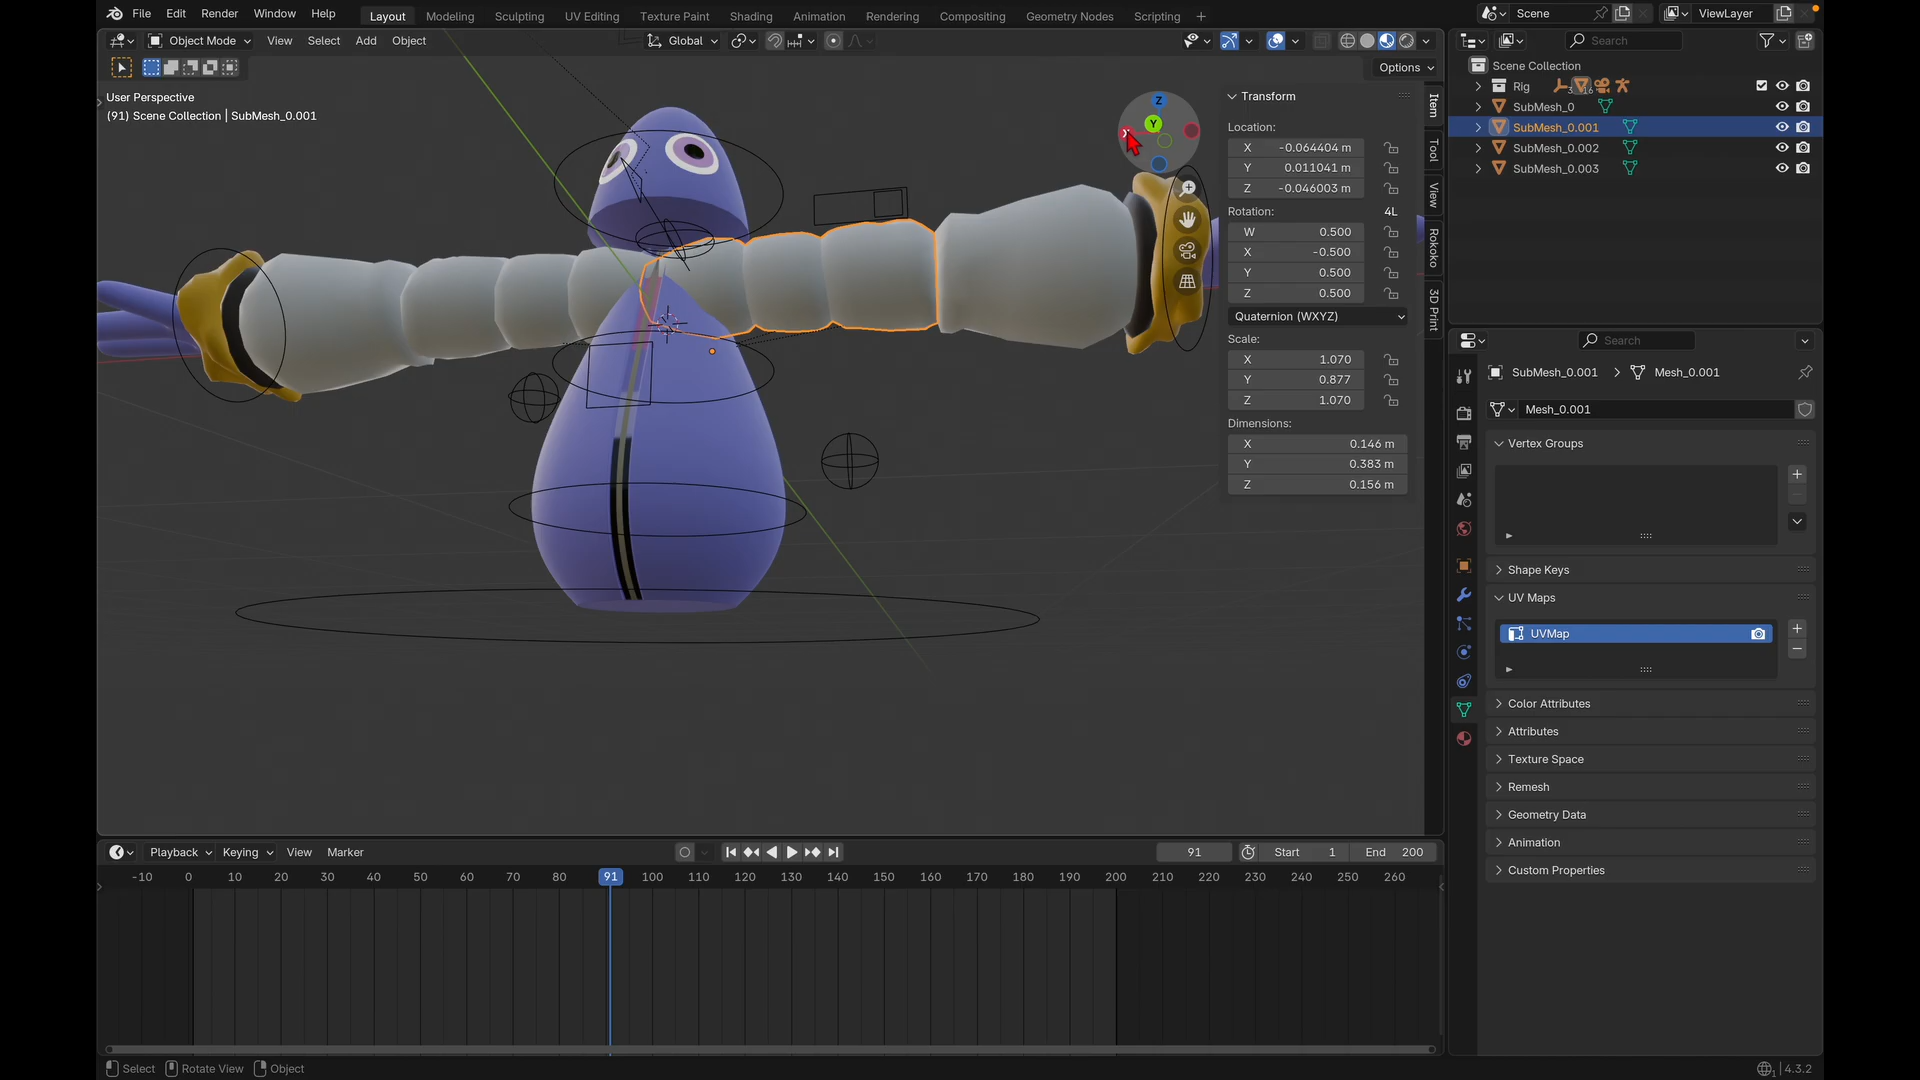 File Edit Render Window Help Layout Modeling Sculpting UV Editing Texture Paint Shading Animation Rendering Compositing Geometry Nodes Scripting + Scene ViewLayer
Object Mode View Select Add Object Global Search
Options
User Perspective
(91) Scene Collection | SubMesh_0.001
Z
Y
X
Transform
Location:
X -0.064404 m
Y 0.011041 m
Z -0.046003 m
Rotation: 4L
W 0.500
X -0.500
Y 0.500
Z 0.500
Quaternion (WXYZ)
Scale:
X 1.070
Y 0.877
Z 1.070
Dimensions:
X 0.146 m
Y 0.383 m
Z 0.156 m
Item
Tool
View
Rokoko
3D Print
Scene Collection
Rig
SubMesh_0
SubMesh_0.001
SubMesh_0.002
SubMesh_0.003
Search
SubMesh_0.001 > Mesh_0.001
Mesh_0.001
Vertex Groups
Shape Keys
UV Maps
UVMap
Color Attributes
Attributes
Texture Space
Remesh
Geometry Data
Animation
Custom Properties
Playback Keying View Marker 91 Start 1 End 200
-10 0 10 20 30 40 50 60 70 80 91 100 110 120 130 140 150 160 170 180 190 200 210 220 230 240 250 260
Select Rotate View Object 4.3.2